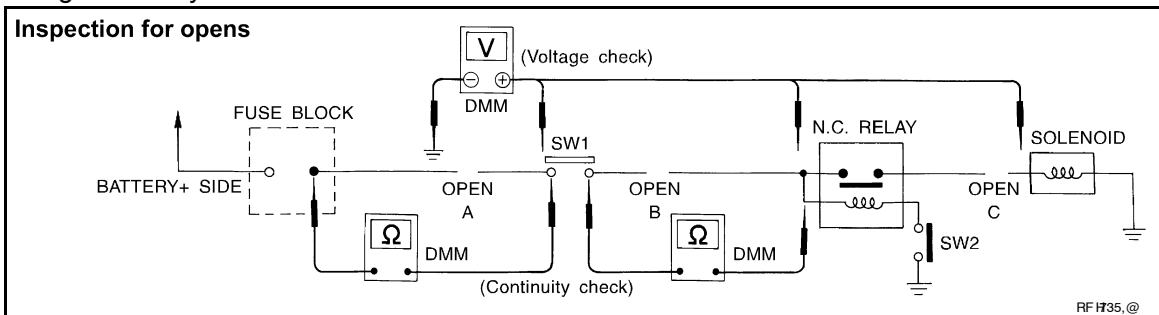 Inspection for opens
V
(Voltage check)
DMM
FUSE BLOCK
BATTERY+ SIDE
SW1
N.C. RELAY
SOLENOID
OPEN
A
OPEN
B
OPEN
C
Ω
DMM
Ω
DMM
SW2
(Continuity check)